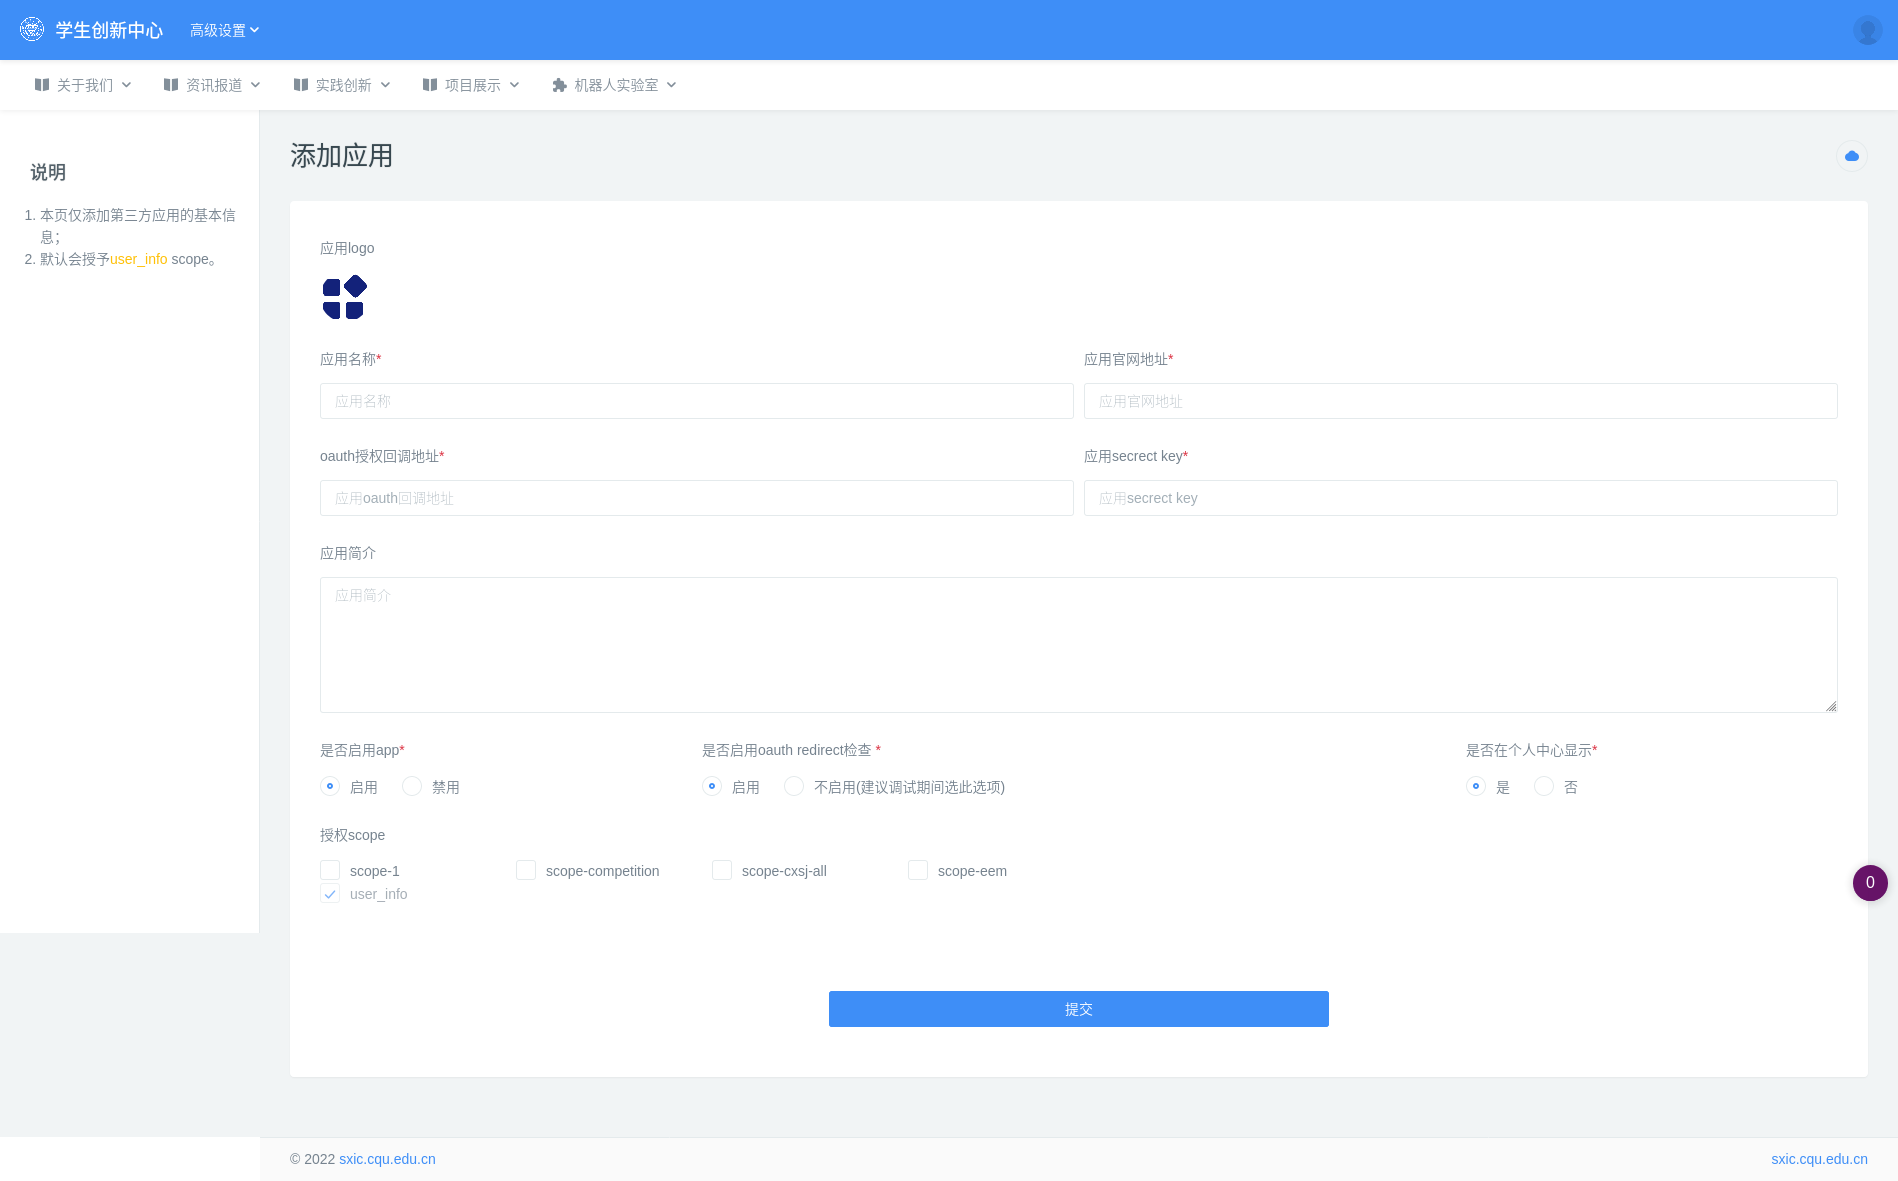 学生创新中心 高级设置
关于我们 资讯报道 实践创新 项目展示 机器人实验室
说明
1. 本页仅添加第三方应用的基本信
息；
2. 默认会授予user_info scope。
添加应用
应用logo
应用名称* 应用官网地址*
应用名称 应用官网地址
oauth授权回调地址* 应用secrect key*
应用oauth回调地址 应用secrect key
应用简介
应用简介
是否启用app* 是否启用oauth redirect检查 * 是否在个人中心显示*
启用 禁用 启用 不启用(建议调试期间选此选项) 是 否
授权scope
scope-1 scope-competition scope-cxsj-all scope-eem
user_info
0
提交
© 2022 sxic.cqu.edu.cn sxic.cqu.edu.cn